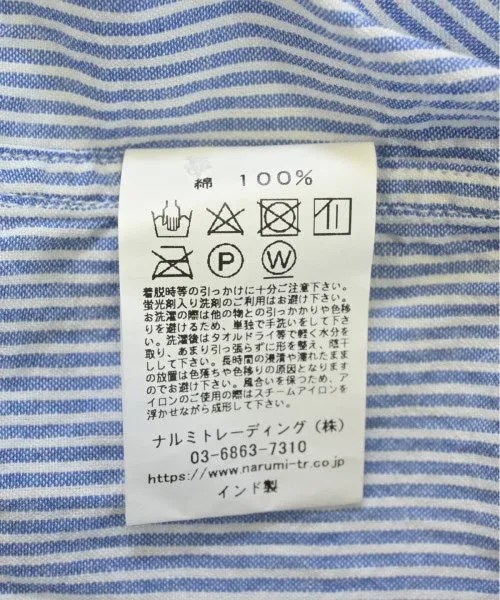 綿 100%
P W
着脱時等の引っかけに十分ご注意下さい。
蛍光剤入り洗剤のご利用はお避け下さい。
お洗濯の際は他の物との引っかかりや色移
りを避けるため、単独で手洗いをして下さ
い。洗濯後はタオルドライ等で軽く水分を
取り、あまり引っ張らずに形を整え、陰干
しして下さい。長時間の浸漬や濡れたまま
の放置は色落ちや色移りの原因となります
のでお避け下さい。風合いを保つため、ア
イロンのご使用の際はスチームアイロンを
浮かせながら成形して下さい。
ナルミトレーディング (株)
03-6863-7310
https://www.narumi-tr.co.jp
インド製